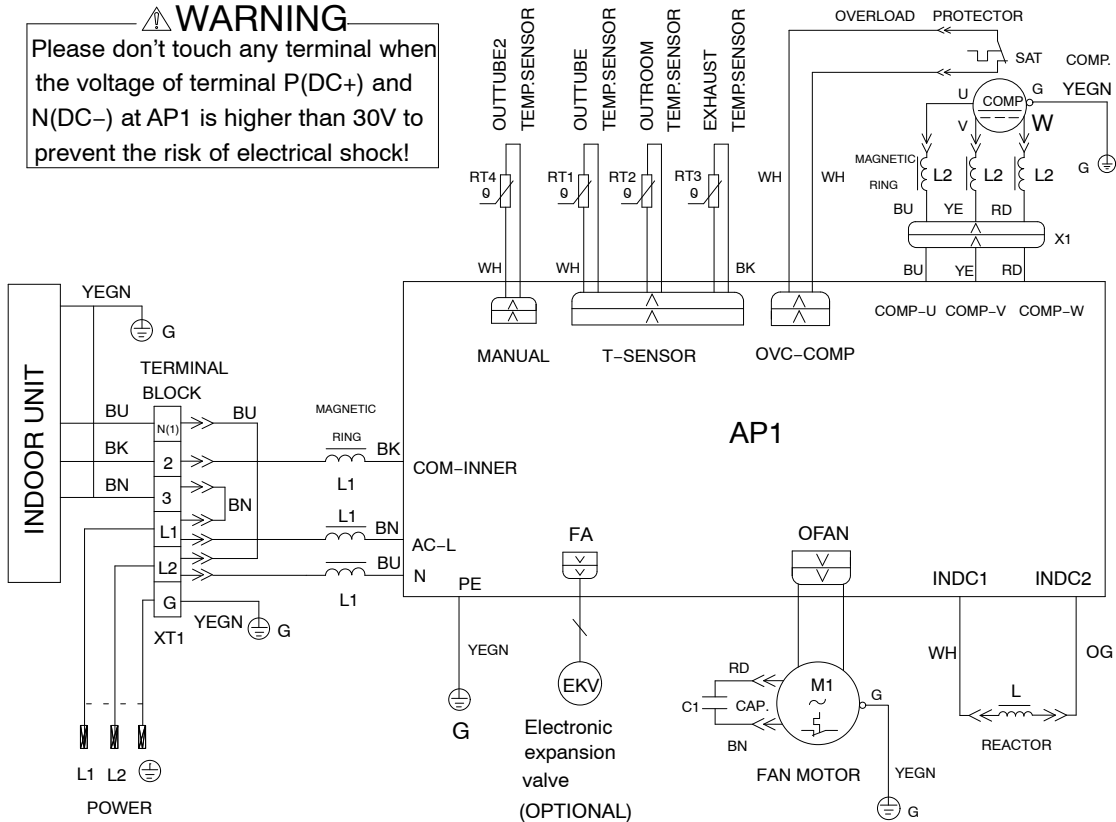 ⚠ WARNING
Please don't touch any terminal when
the voltage of terminal P(DC+) and
N(DC−) at AP1 is higher than 30V to
prevent the risk of electrical shock!
OUTTUBE2
TEMP.SENSOR
OUTTUBE
TEMP.SENSOR
OUTROOM
TEMP.SENSOR
EXHAUST
TEMP.SENSOR
RT4
θ
RT1
θ
RT2
θ
RT3
θ
WH
WH
BK
OVERLOAD PROTECTOR
SAT
COMP.
WH
WH
U
V
W
COMP
G
YEGN
G
MAGNETIC
RING
L2
L2
L2
BU
YE
RD
X1
BU
YE
RD
COMP−U
COMP−V
COMP−W
MANUAL
T−SENSOR
OVC−COMP
AP1
INDOOR UNIT
YEGN
G
TERMINAL
BLOCK
BU
N(1)
BU
BK
2
BN
3
BN
L1
L2
G
XT1
YEGN
G
MAGNETIC
RING
L1
BK
COM−INNER
L1
BN
AC−L
BU
N
L1
PE
YEGN
G
FA
EKV
Electronic
expansion
valve
(OPTIONAL)
OFAN
RD
C1
CAP.
BN
M1
G
FAN MOTOR
YEGN
G
INDC1
INDC2
WH
OG
L
REACTOR
L1
L2
POWER